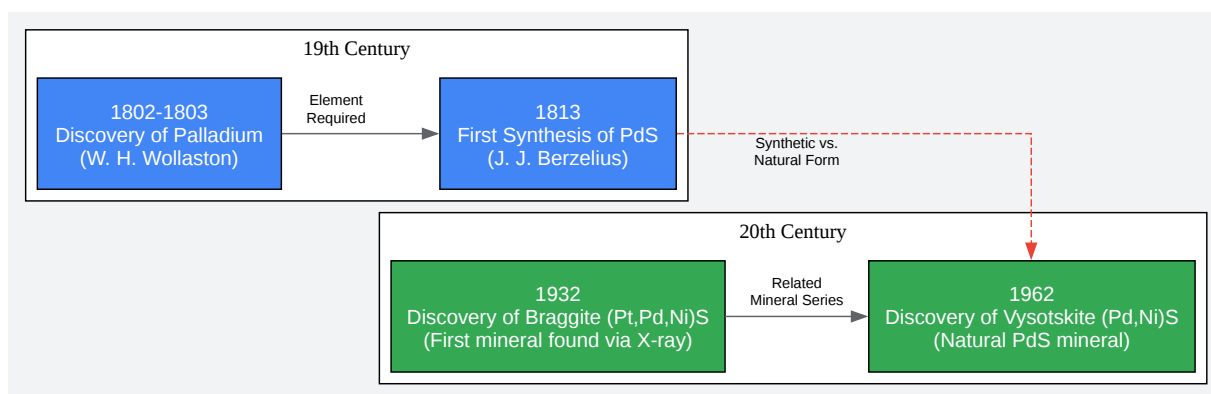 19th Century
1802-1803
Discovery of Palladium
(W. H. Wollaston)
Element
Required
1813
First Synthesis of PdS
(J. J. Berzelius)
Synthetic vs.
Natural Form
20th Century
1932
Discovery of Braggite (Pt,Pd,Ni)S
(First mineral found via X-ray)
Related
Mineral Series
1962
Discovery of Vysotskite (Pd,Ni)S
(Natural PdS mineral)